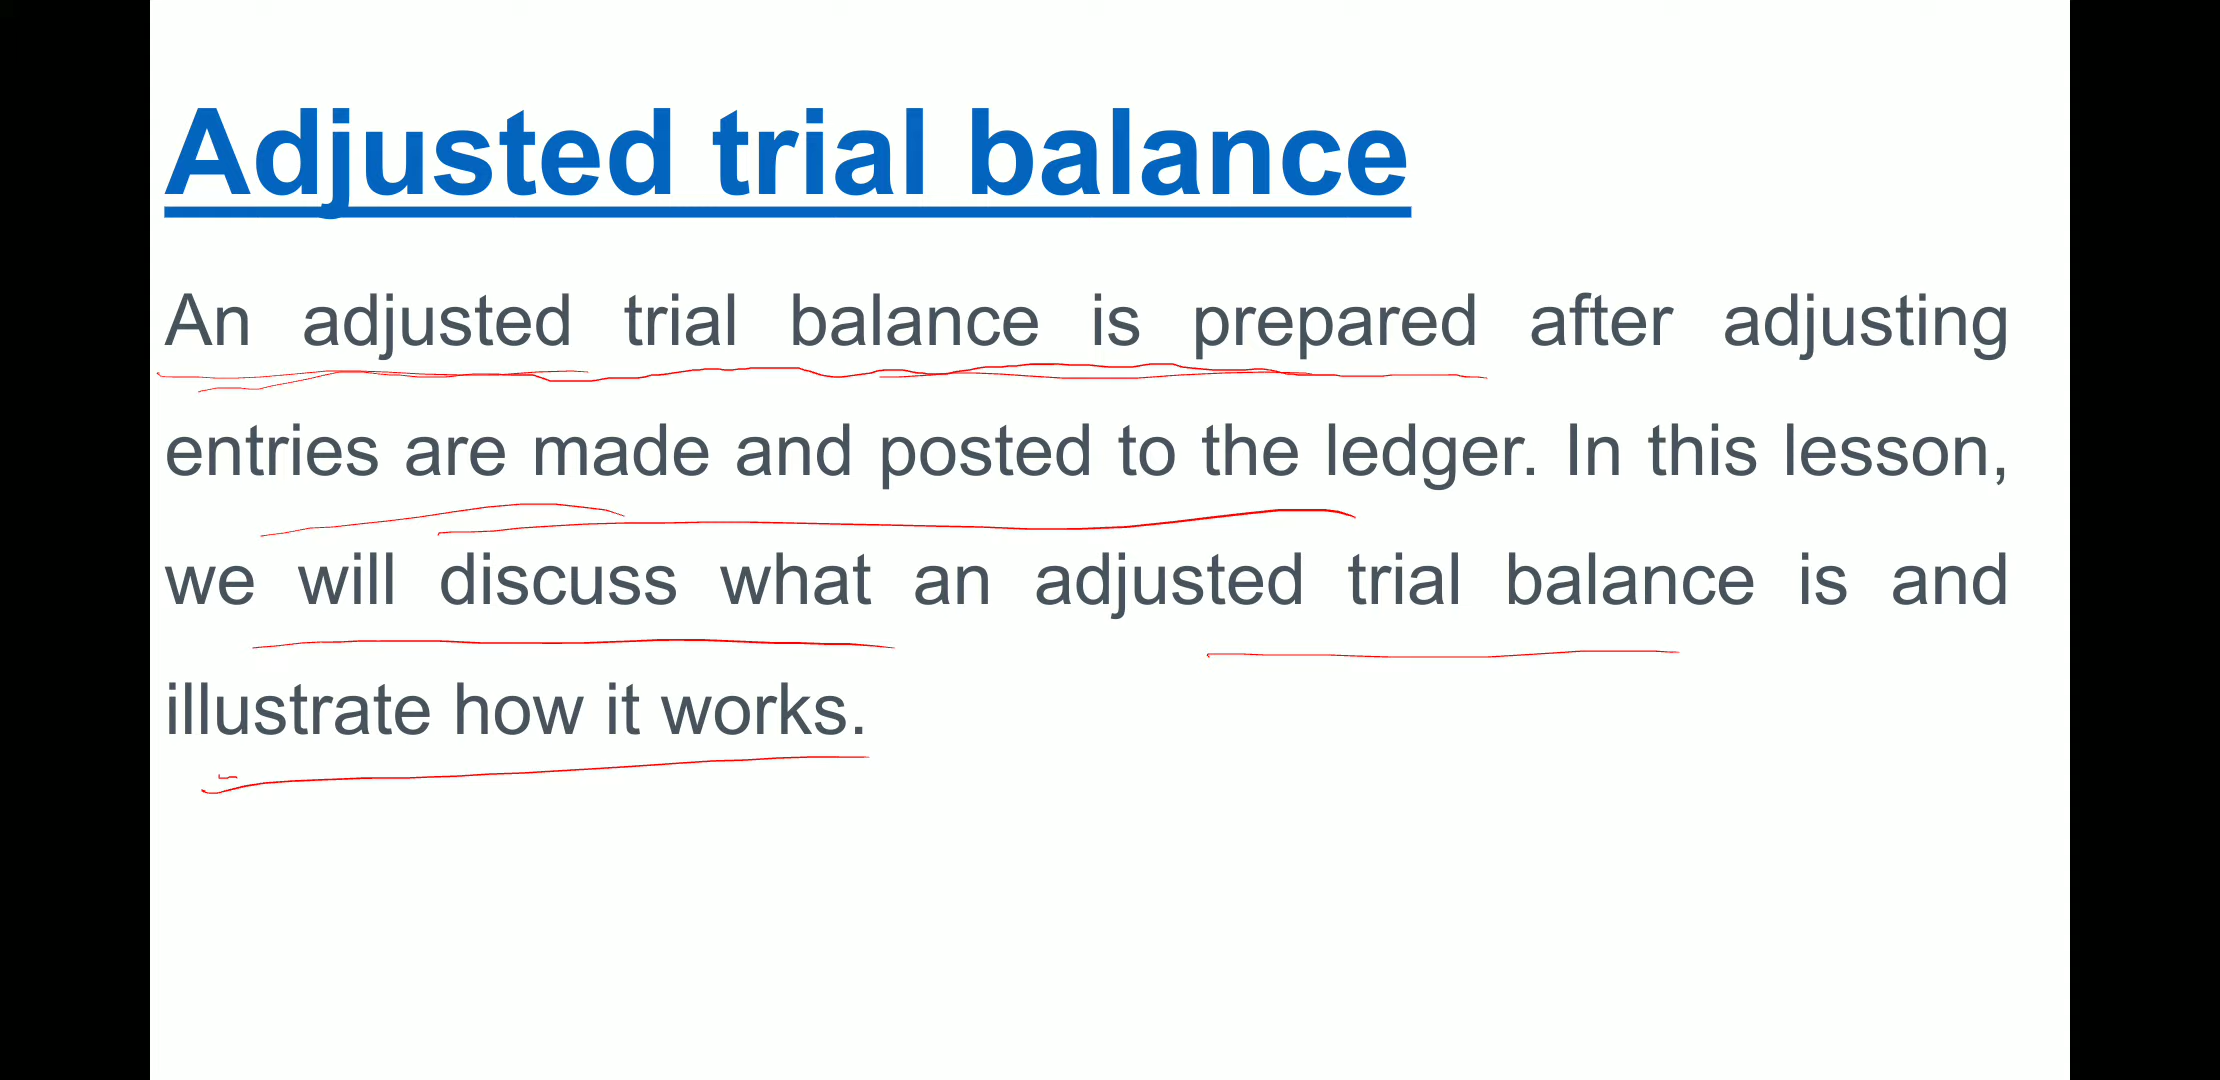 Adjusted trial balance
An adjusted trial balance is prepared after adjusting
entries are made and posted to the ledger. In this lesson,
we will discuss what an adjusted trial balance is and
illustrate how it works.